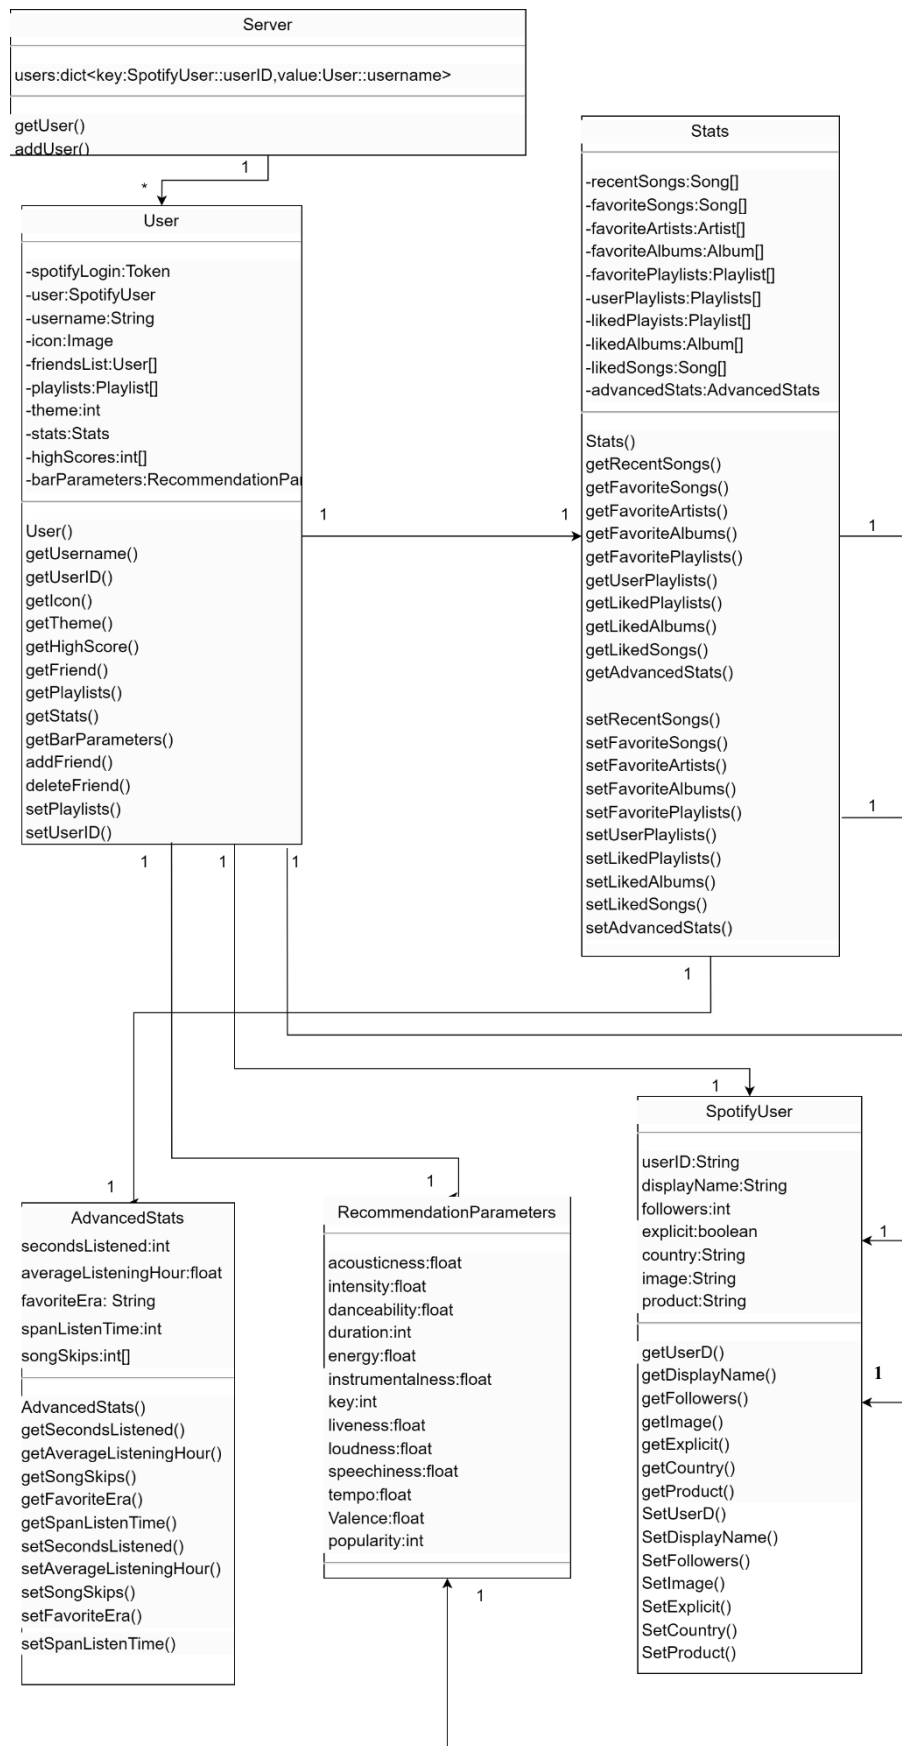 Server
users:dict<key:SpotifyUser::userID,value:User::username>
getUser()
addUser()
1
*
User
-spotifyLogin:Token
-user:SpotifyUser
-username:String
-icon:Image
-friendsList:User[]
-playlists:Playlist[]
-theme:int
-stats:Stats
-highScores:int[]
-barParameters:RecommendationPar
User()
getUsername()
getUserID()
getIcon()
getTheme()
getHighScore()
getFriend()
getPlaylists()
getStats()
getBarParameters()
addFriend()
deleteFriend()
setPlaylists()
setUserID()
1
1
Stats
-recentSongs:Song[]
-favoriteSongs:Song[]
-favoriteArtists:Artist[]
-favoriteAlbums:Album[]
-favoritePlaylists:Playlist[]
-userPlaylists:Playlists[]
-likedPlayists:Playlist[]
-likedAlbums:Album[]
-likedSongs:Song[]
-advancedStats:AdvancedStats
Stats()
getRecentSongs()
getFavoriteSongs()
getFavoriteArtists()
getFavoriteAlbums()
getFavoritePlaylists()
getUserPlaylists()
getLikedPlaylists()
getLikedAlbums()
getLikedSongs()
getAdvancedStats()
setRecentSongs()
setFavoriteSongs()
setFavoriteArtists()
setFavoriteAlbums()
setFavoritePlaylists()
setUserPlaylists()
setLikedPlaylists()
setLikedAlbums()
setLikedSongs()
setAdvancedStats()
1
1
1
1
1
1
1
1
1
AdvancedStats
secondsListened:int
averageListeningHour:float
favoriteEra: String
spanListenTime:int
songSkips:int[]
AdvancedStats()
getSecondsListened()
getAverageListeningHour()
getSongSkips()
getFavoriteEra()
getSpanListenTime()
setSecondsListened()
setAverageListeningHour()
setSongSkips()
setFavoriteEra()
setSpanListenTime()
RecommendationParameters
acousticness:float
intensity:float
danceability:float
duration:int
energy:float
instrumentalness:float
key:int
liveness:float
loudness:float
speechiness:float
tempo:float
Valence:float
popularity:int
1
SpotifyUser
userID:String
displayName:String
followers:int
explicit:boolean
country:String
image:String
product:String
getUserD()
getDisplayName()
getFollowers()
getImage()
getExplicit()
getCountry()
getProduct()
SetUserD()
SetDisplayName()
SetFollowers()
SetImage()
SetExplicit()
SetCountry()
SetProduct()
1
1